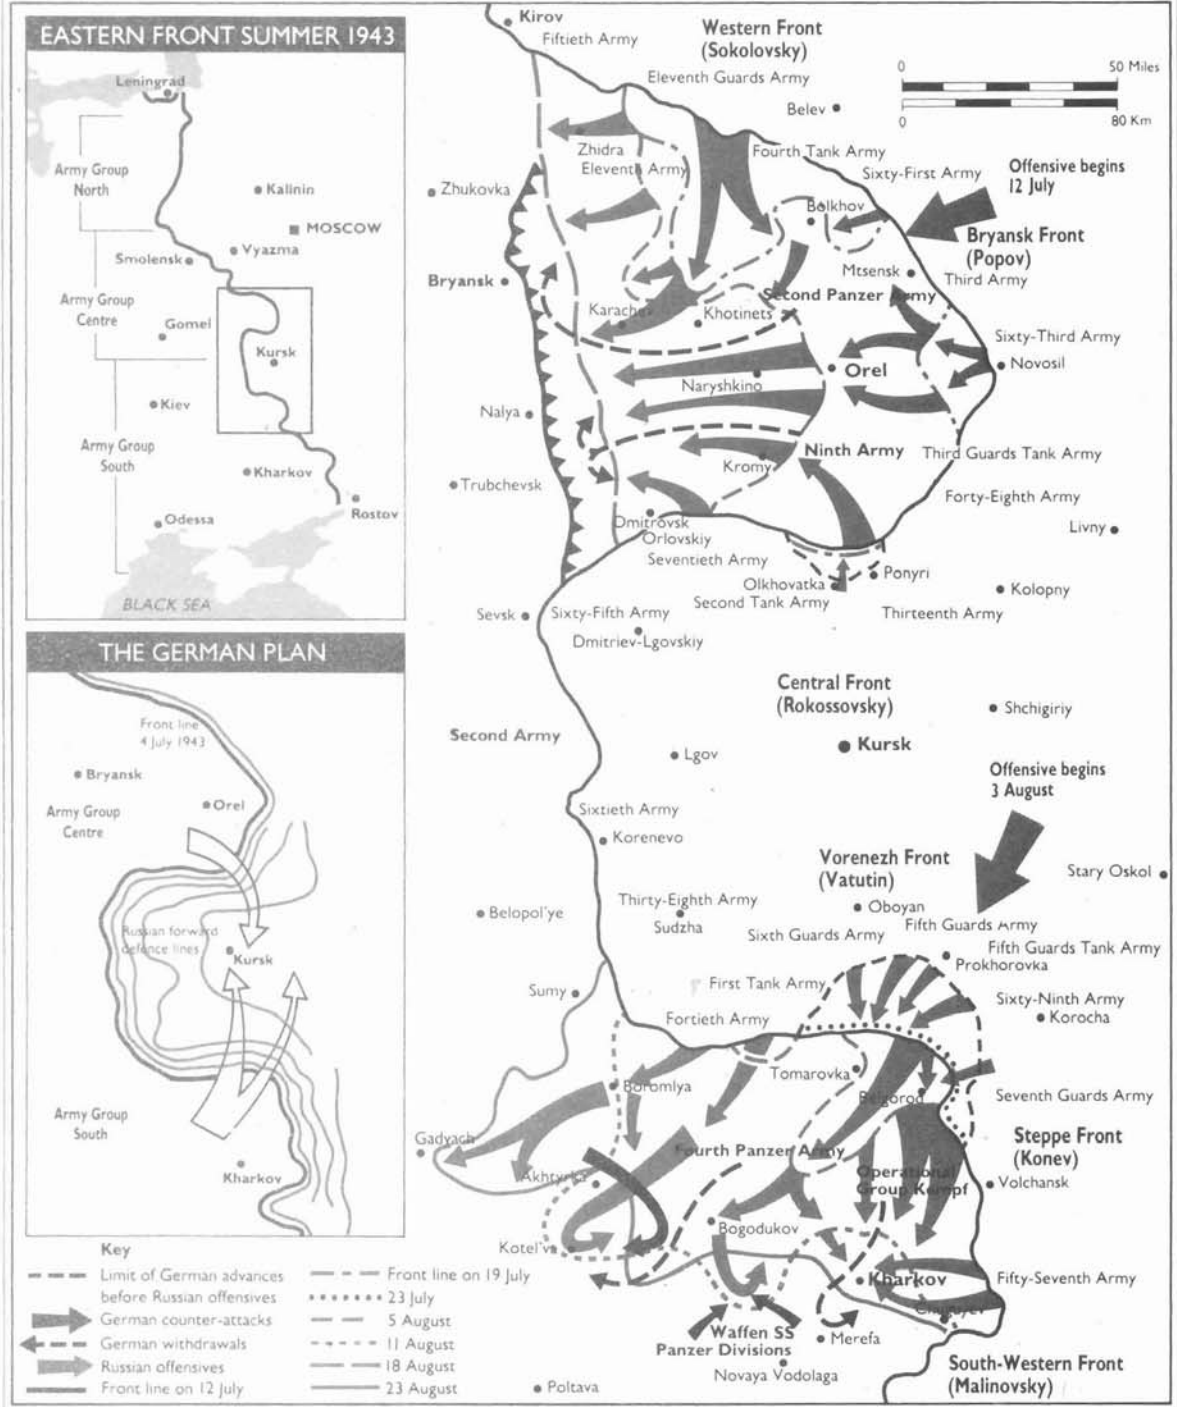 EASTERN FRONT SUMMER 1943
Leningrad
Army Group
North
Kalinin
MOSCOW
Vyazma
Smolensk
Army Group
Centre
Gomel
Kursk
Kiev
Army Group
South
Kharkov
Rostov
Odessa
BLACK SEA
THE GERMAN PLAN
Front line
4 July 1943
Bryansk
Orel
Army Group
Centre
Russian forward
defence lines
Kursk
Army Group
South
Kharkov
Key
Limit of German advances
before Russian offensives
German counter-attacks
German withdrawals
Russian offensives
Front line on 12 July
Front line on 19 July
23 July
5 August
11 August
18 August
23 August
Kirov
Fiftieth Army
Western Front
(Sokolovsky)
0 50 Miles
0 80 Km
Eleventh Guards Army
Belev
Zhidra
Eleventh Army
Fourth Tank Army
Sixty-First Army
Offensive begins
12 July
Zhukovka
Bolkhov
Bryansk Front
(Popov)
Bryansk
Mtsensk
Third Army
Second Panzer Army
Karachev
Khotinets
Sixty-Third Army
Novosil
Orel
Naryshkino
Nalya
Ninth Army
Third Guards Tank Army
Kromy
Trubchevsk
Forty-Eighth Army
Livny
Dmitrovsk
Orlovskiy
Seventieth Army
Olkhovatka
Ponyri
Second Tank Army
Kolopny
Thirteenth Army
Sevsk
Sixty-Fifth Army
Dmitriev-Lgovskiy
Central Front
(Rokossovsky)
Shchigiriy
Second Army
Lgov
Kursk
Offensive begins
3 August
Sixtieth Army
Korenevo
Vorenezh Front
(Vatutin)
Stary Oskol
Thirty-Eighth Army
Sudzha
Belopol'ye
Oboyan
Fifth Guards Army
Sixth Guards Army
Fifth Guards Tank Army
Prokhorovka
First Tank Army
Sumy
Sixty-Ninth Army
Korocha
Fortieth Army
Tomarovka
Boromlya
Belgorod
Seventh Guards Army
Gadyach
Steppe Front
(Konev)
Fourth Panzer Army
Akhtyrka
Operational
Group Kempf
Volchansk
Bogodukov
Kotel'va
Kharkov
Fifty-Seventh Army
Chuguyev
Waffen SS
Panzer Divisions
Merefa
Novaya Vodolaga
Poltava
South-Western Front
(Malinovsky)